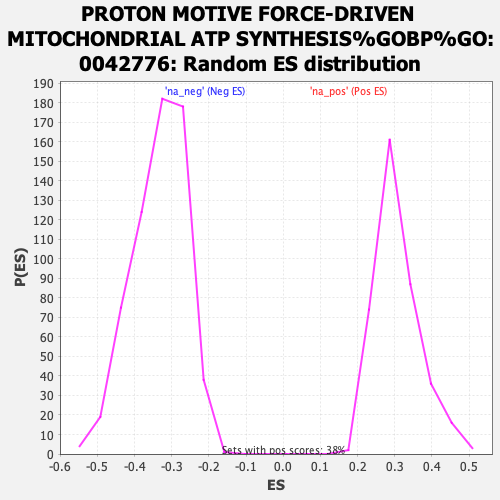 PROTON MOTIVE FORCE-DRIVEN
MITOCHONDRIAL ATP SYNTHESIS%GOBP%GO:
0042776: Random ES distribution
190
180
170
160
150
140
130
120
110
100
90
80
70
60
50
40
30
20
10
0
P(ES)
'na_neg' (Neg ES)
'na_pos' (Pos ES)
Sets with pos scores: 38%
-0.6 -0.5 -0.4 -0.3 -0.2 -0.1 0.0 0.1 0.2 0.3 0.4 0.5
ES